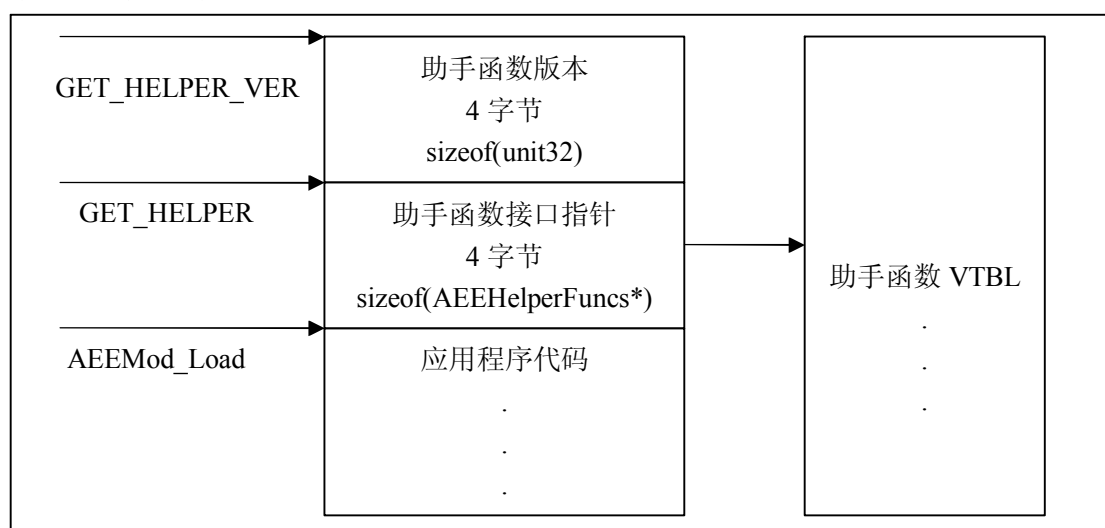 GET_HELPER_VER
助手函数版本
4 字节
sizeof(unit32)
GET_HELPER
助手函数接口指针
4 字节
sizeof(AEEHelperFuncs*)
AEEMod_Load
应用程序代码
.
.
.
助手函数 VTBL
.
.
.